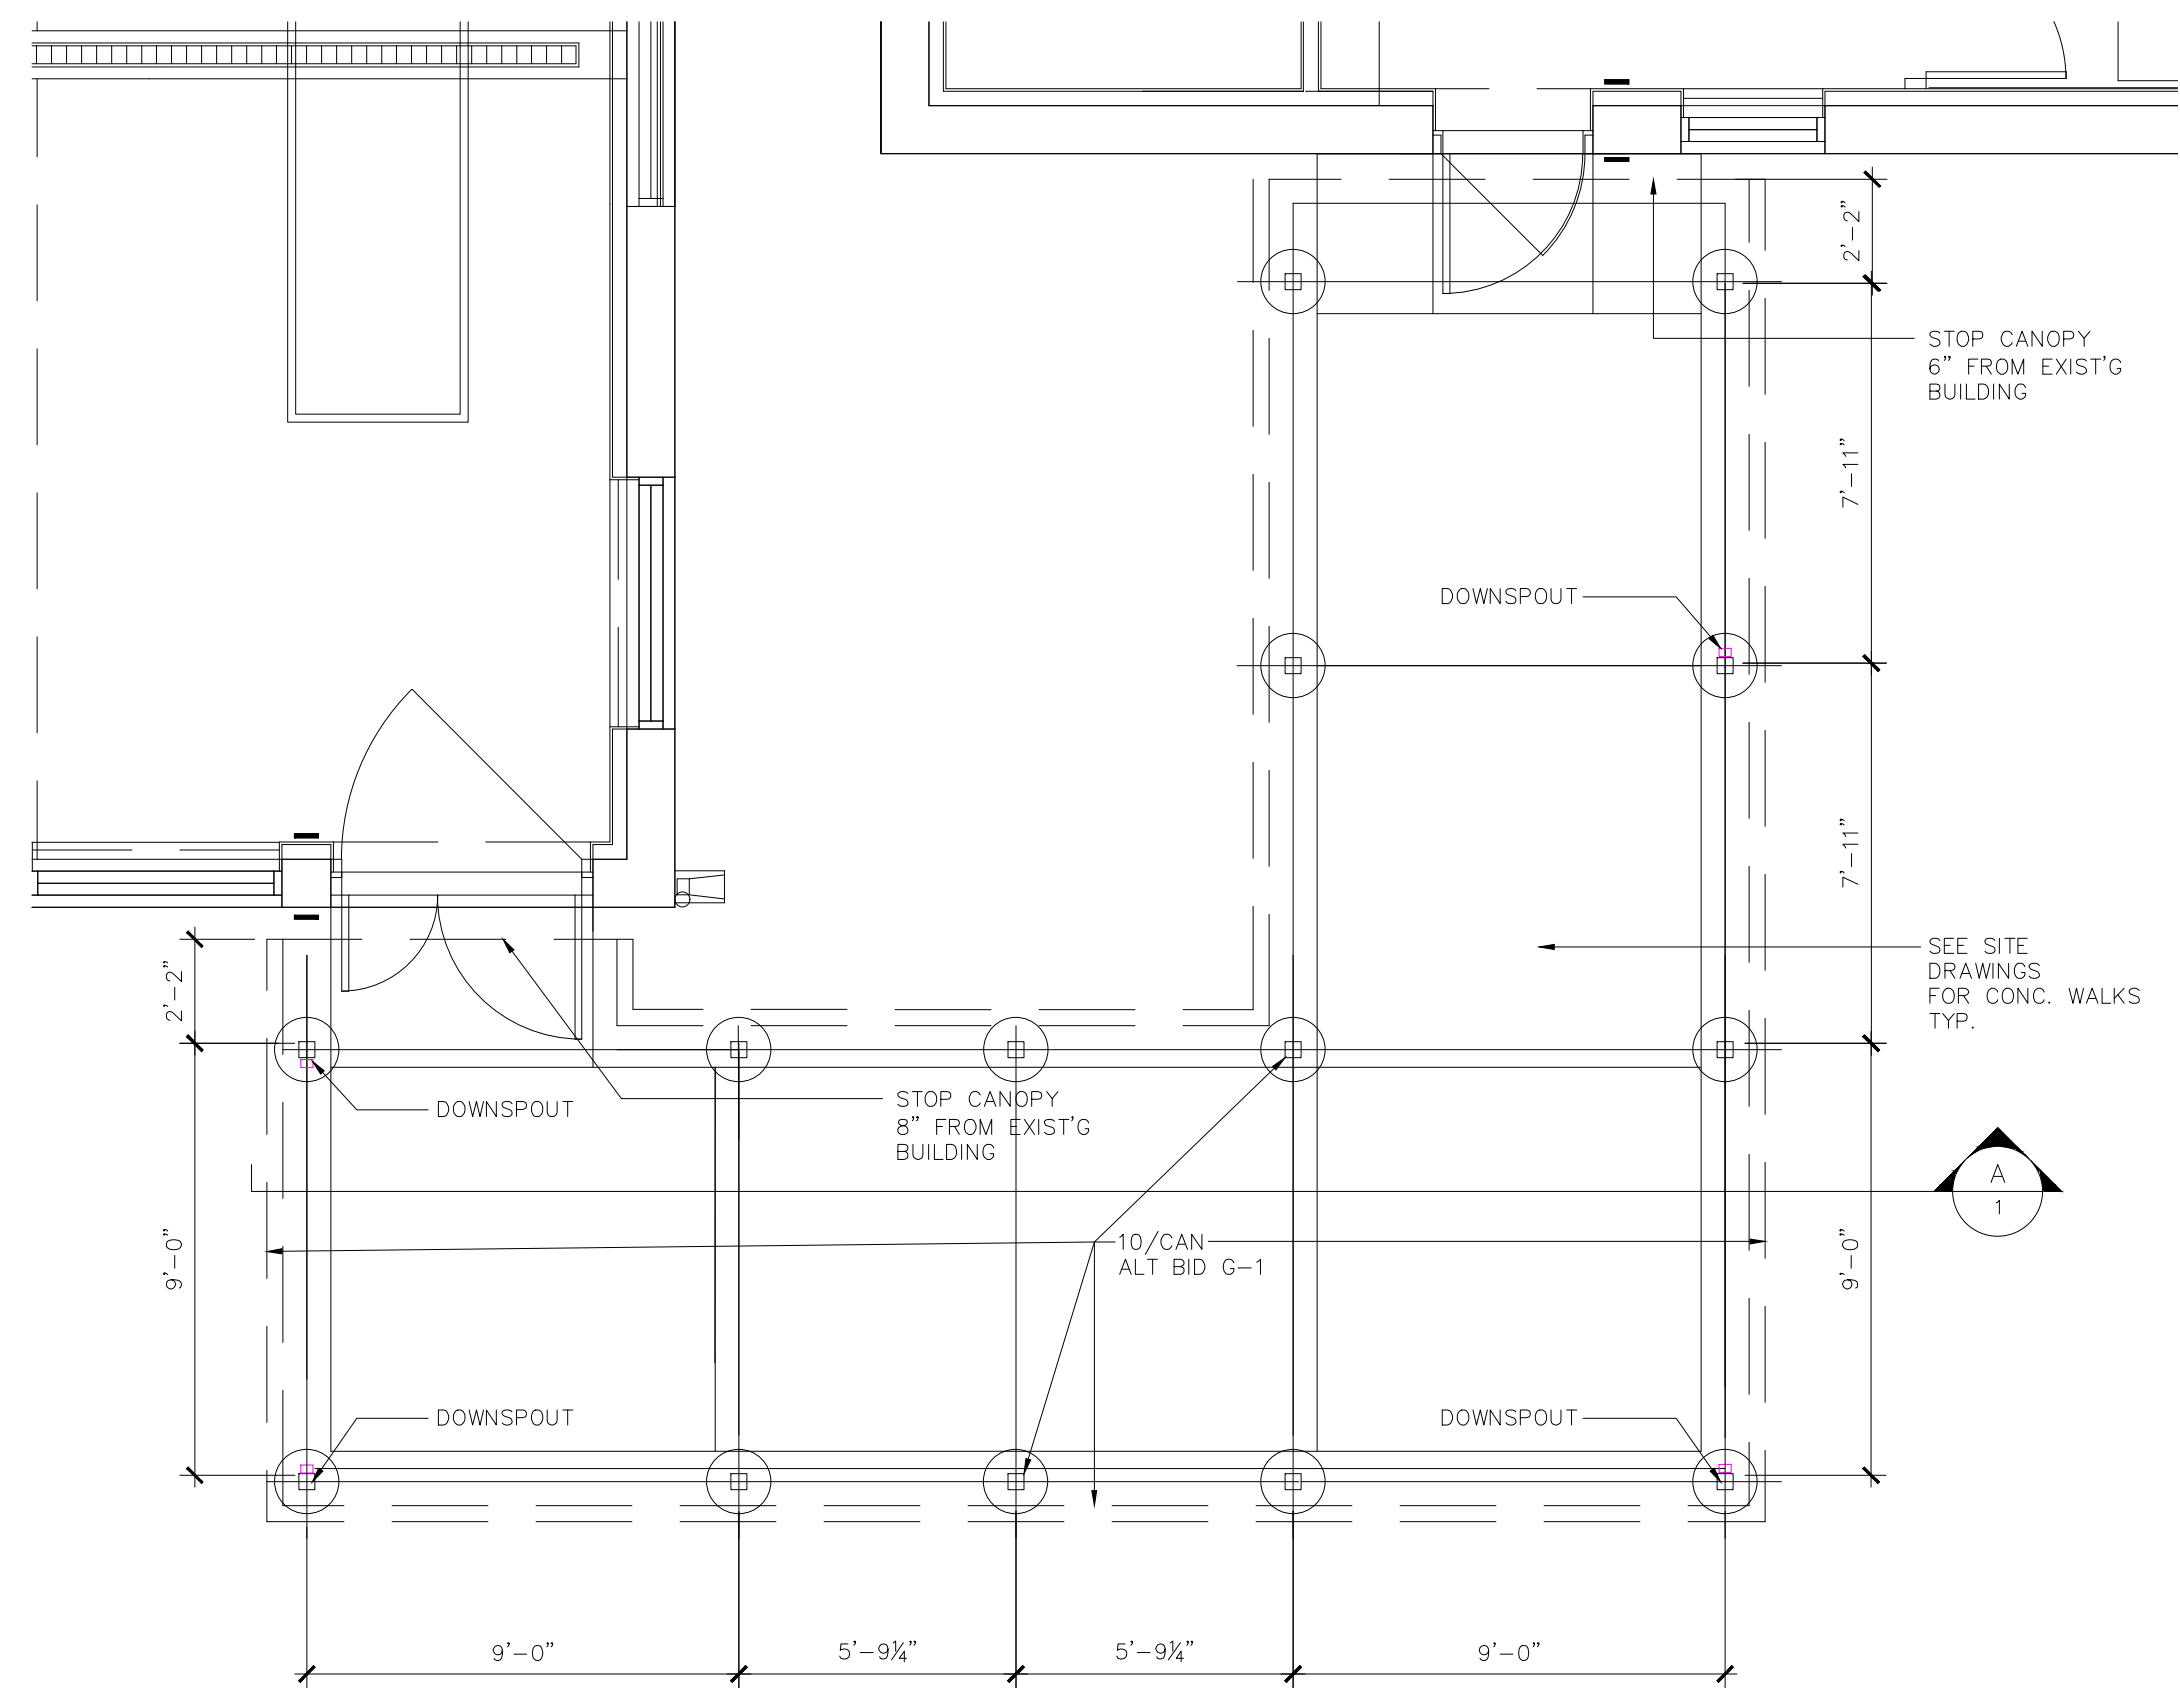 2'-2"
STOP CANOPY
6" FROM EXIST'G
BUILDING
7'-11"
DOWNSPOUT
7'-11"
SEE SITE
DRAWINGS
FOR CONC. WALKS
TYP.
2'-2"
DOWNSPOUT
STOP CANOPY
8" FROM EXIST'G
BUILDING
A
1
9'-0"
10/CAN
ALT BID G-1
9'-0"
DOWNSPOUT
DOWNSPOUT
9'-0"
5'-9¼"
5'-9¼"
9'-0"